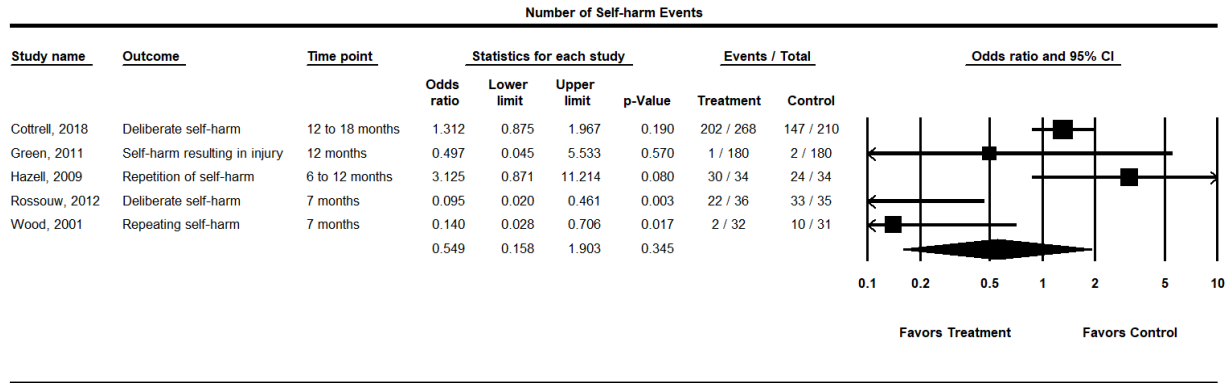 Number of Self-harm Events
Study name Outcome Time point Statistics for each study Events / Total Odds ratio and 95% CI
Odds ratio Lower limit Upper limit p-Value Treatment Control
Cottrell, 2018 Deliberate self-harm 12 to 18 months 1.312 0.875 1.967 0.190 202 / 268 147 / 210
Green, 2011 Self-harm resulting in injury 12 months 0.497 0.045 5.533 0.570 1 / 180 2 / 180
Hazell, 2009 Repetition of self-harm 6 to 12 months 3.125 0.871 11.214 0.080 30 / 34 24 / 34
Rossouw, 2012 Deliberate self-harm 7 months 0.095 0.020 0.461 0.003 22 / 36 33 / 35
Wood, 2001 Repeating self-harm 7 months 0.140 0.028 0.706 0.017 2 / 32 10 / 31
0.549 0.158 1.903 0.345
0.1 0.2 0.5 1 2 5 10
Favors Treatment Favors Control